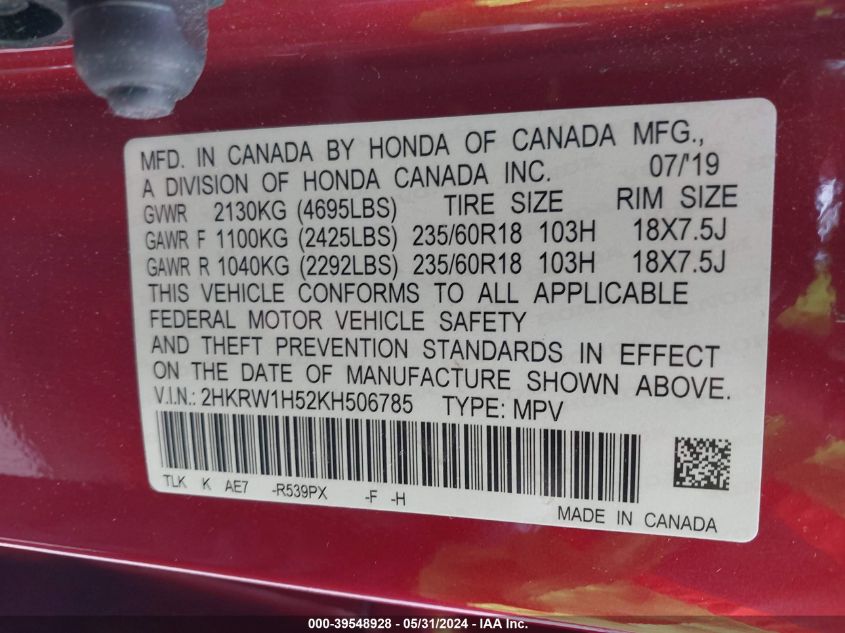 MFD. IN CANADA BY HONDA OF CANADA MFG.,
A DIVISION OF HONDA CANADA INC. 07/'19
GVWR 2130KG (4695LBS) TIRE SIZE RIM SIZE
GAWR F 1100KG (2425LBS) 235/60R18 103H 18X7.5J
GAWR R 1040KG (2292LBS) 235/60R18 103H 18X7.5J
THIS VEHICLE CONFORMS TO ALL APPLICABLE
FEDERAL MOTOR VEHICLE SAFETY
AND THEFT PREVENTION STANDARDS IN EFFECT
ON THE DATE OF MANUFACTURE SHOWN ABOVE.
V.I.N.: 2HKRW1H52KH506785 TYPE: MPV
TLK K AE7 -R539PX -F -H
MADE IN CANADA
000-39548928 - 05/31/2024 - IAA Inc.